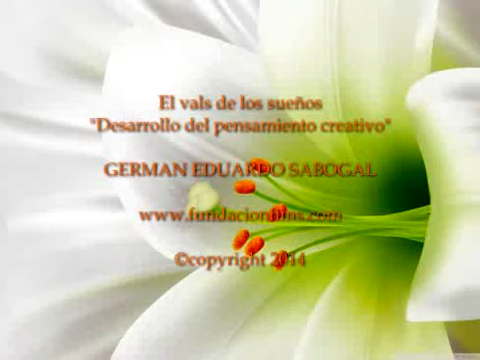 El vals de los sueños
"Desarrollo del pensamiento creativo"
GERMAN EDUARDO SABOGAL
©copyright 2014